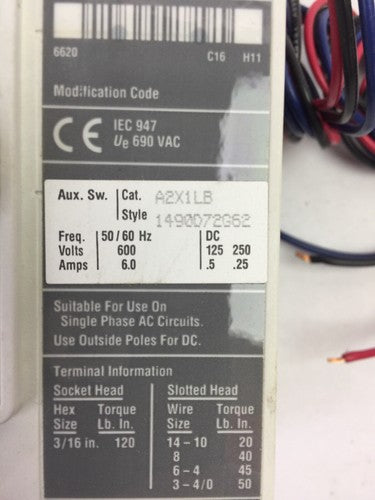 6620 C16 H11
Modification Code
CE IEC 947
Ue 690 VAC
Aux. Sw. Cat. A2X1LB
Style 1490D72G62
Freq. 50/60 Hz DC
Volts 600 125 250
Amps 6.0 .5 .25
Suitable For Use On
Single Phase AC Circuits.
Use Outside Poles For DC.
Terminal Information
Socket Head Slotted Head
Hex Torque Wire Torque
Size Lb. In. Size Lb. In.
3/16 in. 120 14-10 20
8 40
6-4 45
3-4/0 50